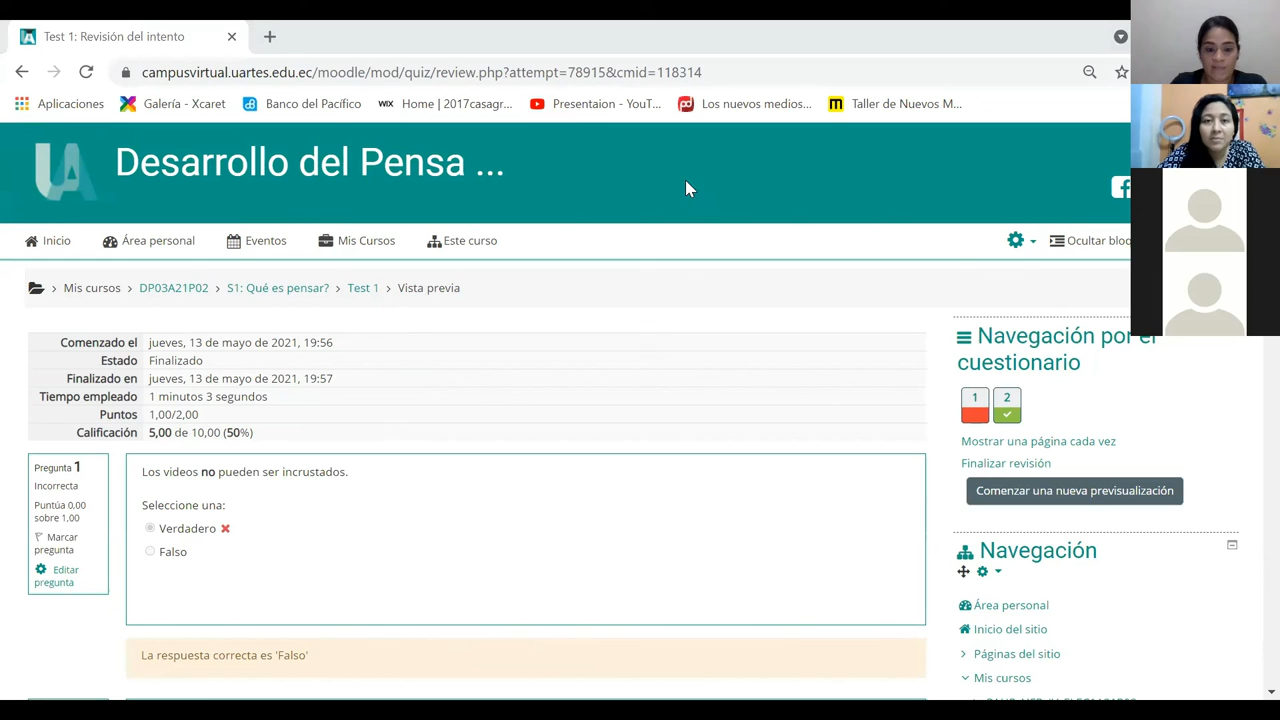 Test 1: Revisión del intento
campusvirtual.uartes.edu.ec/moodle/mod/quiz/review.php?attempt=78915&cmid=118314
Aplicaciones Galería - Xcaret Banco del Pacífico WIX Home | 2017casagr... Presentaion - YouT... Los nuevos medios... Taller de Nuevos M...
UA Desarrollo del Pensa ...
Inicio Área personal Eventos Mis Cursos Este curso Ocultar bloq
Mis cursos > DP03A21P02 > S1: Qué es pensar? > Test 1 > Vista previa
Comenzado el jueves, 13 de mayo de 2021, 19:56
Estado Finalizado
Finalizado en jueves, 13 de mayo de 2021, 19:57
Tiempo empleado 1 minutos 3 segundos
Puntos 1,00/2,00
Calificación 5,00 de 10,00 (50%)
Pregunta 1
Incorrecta
Puntúa 0,00
sobre 1,00
Marcar
pregunta
Editar
pregunta
Los videos no pueden ser incrustados.
Seleccione una:
Verdadero
Falso
La respuesta correcta es 'Falso'
Navegación por el
cuestionario
1 2
Mostrar una página cada vez
Finalizar revisión
Comenzar una nueva previsualización
Navegación
Área personal
Inicio del sitio
Páginas del sitio
Mis cursos